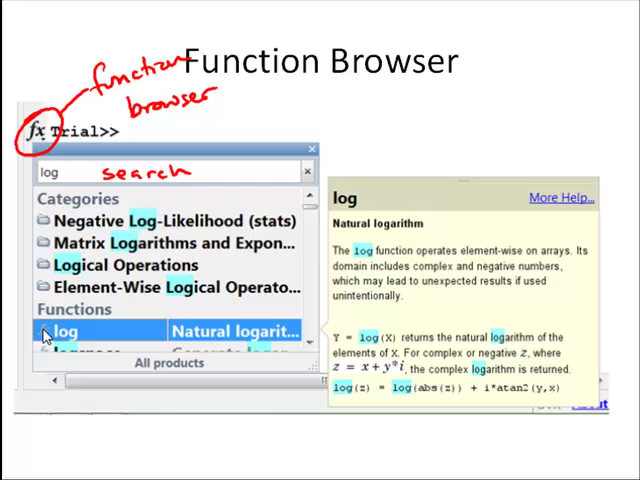 Function Browser
function
browser
fx Trial>>
log
search
Categories
Negative Log-Likelihood (stats)
Matrix Logarithms and Expon...
Logical Operations
Element-Wise Logical Operato...
Functions
log Natural logarit...
All products
log More Help...
Natural logarithm
The log function operates element-wise on arrays. Its
domain includes complex and negative numbers,
which may lead to unexpected results if used
unintentionally.
Y = log(X) returns the natural logarithm of the
elements of X. For complex or negative z, where
z = x + y*i, the complex logarithm is returned.
log(z) = log(abs(z)) + i*atan2(y,x)
About